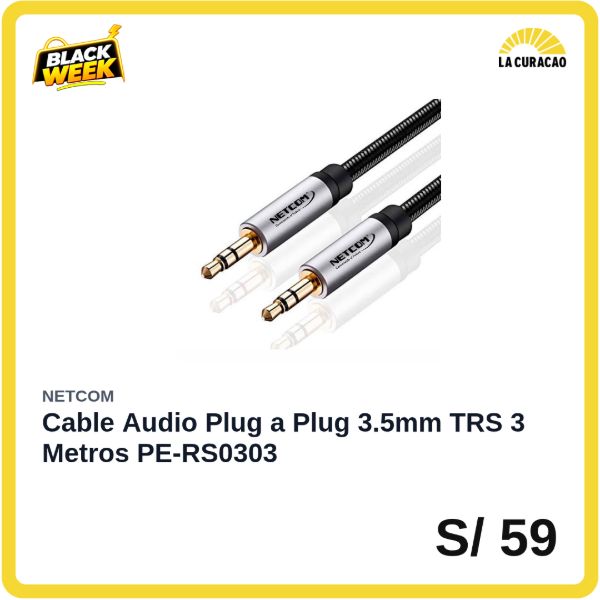 BLACK
WEEK
LA CURACAO
NETCOM
NETCOM
NETCOM
Cable Audio Plug a Plug 3.5mm TRS 3
Metros PE-RS0303
S/ 59